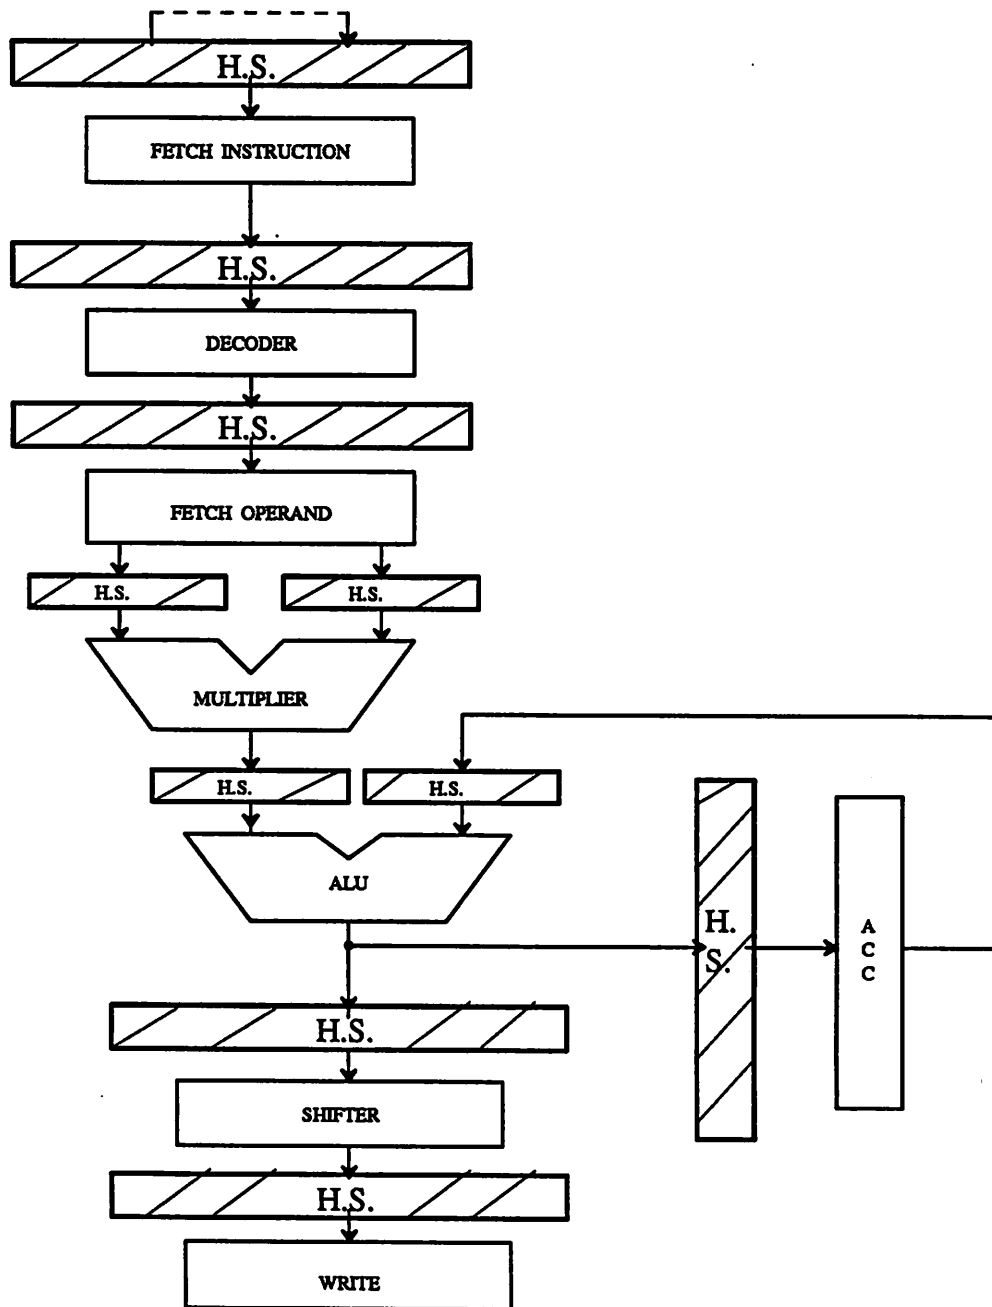 H.S.
FETCH INSTRUCTION
H.S.
DECODER
H.S.
FETCH OPERAND
H.S.
H.S.
MULTIPLIER
H.S.
H.S.
ALU
H.
S.
A
C
C
H.S.
SHIFTER
H.S.
WRITE